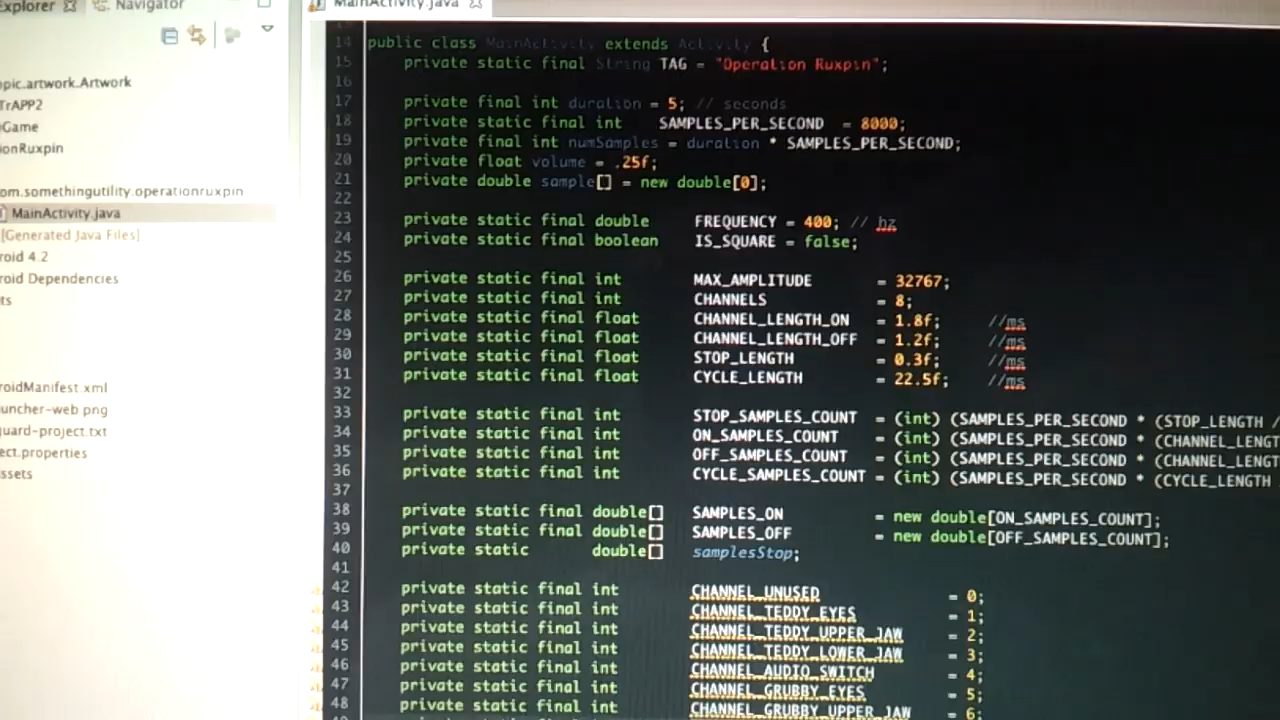 Explorer
Navigator
MainActivity.java
opic.artwork.Artwork
TrAPP2
Game
ionRuxpin
om.somethingutility.operationruxpin
MainActivity.java
[Generated Java Files]
roid 4.2
roid Dependencies
ts
roidManifest.xml
uncher-web.png
guard-project.txt
ect.properties
ssets
14 public class MainActivity extends Activity {
15 private static final String TAG = "Operation Ruxpin";
16
17 private final int duration = 5; // seconds
18 private static final int SAMPLES_PER_SECOND = 8000;
19 private final int numSamples = duration * SAMPLES_PER_SECOND;
20 private float volume = .25f;
21 private double sample[] = new double[0];
22
23 private static final double FREQUENCY = 400; // hz
24 private static final boolean IS_SQUARE = false;
25
26 private static final int MAX_AMPLITUDE = 32767;
27 private static final int CHANNELS = 8;
28 private static final float CHANNEL_LENGTH_ON = 1.8f; //ms
29 private static final float CHANNEL_LENGTH_OFF = 1.2f; //ms
30 private static final float STOP_LENGTH = 0.3f; //ms
31 private static final float CYCLE_LENGTH = 22.5f; //ms
32
33 private static final int STOP_SAMPLES_COUNT = (int) (SAMPLES_PER_SECOND * (STOP_LENGTH /
34 private static final int ON_SAMPLES_COUNT = (int) (SAMPLES_PER_SECOND * (CHANNEL_LENGT
35 private static final int OFF_SAMPLES_COUNT = (int) (SAMPLES_PER_SECOND * (CHANNEL_LENGT
36 private static final int CYCLE_SAMPLES_COUNT = (int) (SAMPLES_PER_SECOND * (CYCLE_LENGTH
37
38 private static final double[] SAMPLES_ON = new double[ON_SAMPLES_COUNT];
39 private static final double[] SAMPLES_OFF = new double[OFF_SAMPLES_COUNT];
40 private static double[] samplesStop;
41
42 private static final int CHANNEL_UNUSED = 0;
43 private static final int CHANNEL_TEDDY_EYES = 1;
44 private static final int CHANNEL_TEDDY_UPPER_JAW = 2;
45 private static final int CHANNEL_TEDDY_LOWER_JAW = 3;
46 private static final int CHANNEL_AUDIO_SWITCH = 4;
47 private static final int CHANNEL_GRUBBY_EYES = 5;
48 private static final int CHANNEL_GRUBBY_UPPER_JAW = 6;